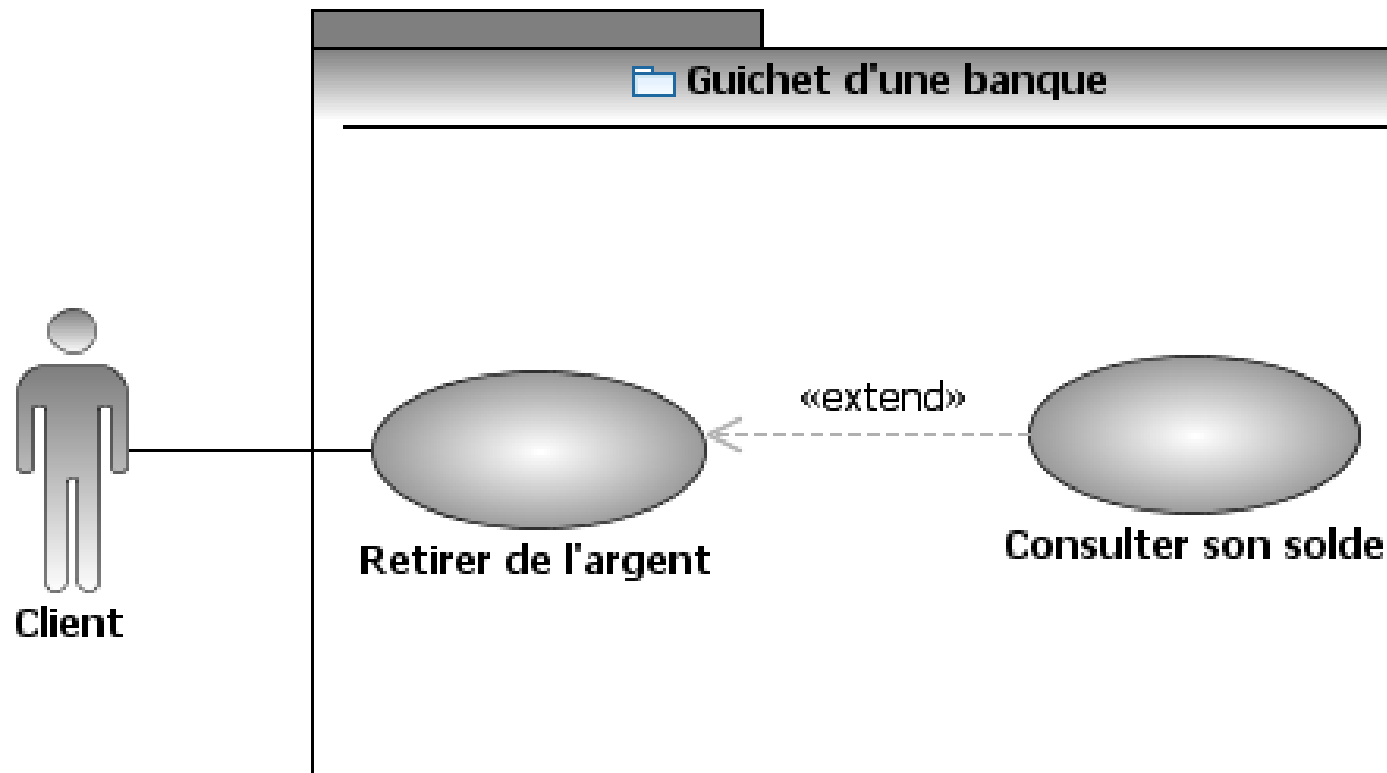 Guichet d'une banque
«extend»
Retirer de l'argent
Consulter son solde
Client